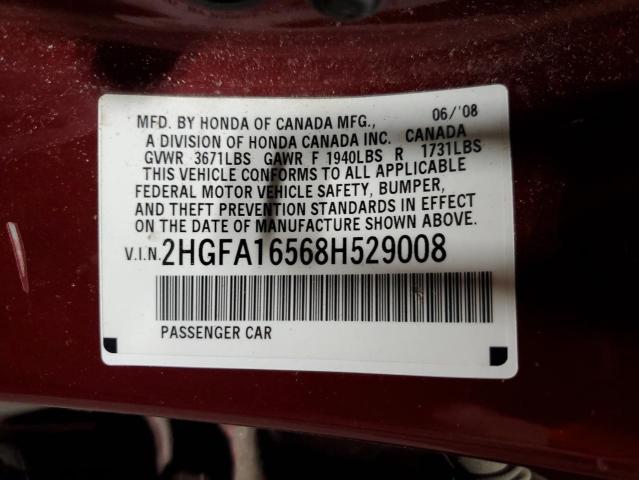 MFD. BY HONDA OF CANADA MFG., 06/'08
A DIVISION OF HONDA CANADA INC. CANADA
GVWR 3671LBS GAWR F 1940LBS R 1731LBS
THIS VEHICLE CONFORMS TO ALL APPLICABLE
FEDERAL MOTOR VEHICLE SAFETY, BUMPER,
AND THEFT PREVENTION STANDARDS IN EFFECT
ON THE DATE OF MANUFACTURE SHOWN ABOVE.
V.I.N. 2HGFA16568H529008
PASSENGER CAR